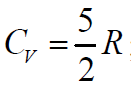 C_V = 5/2 R;